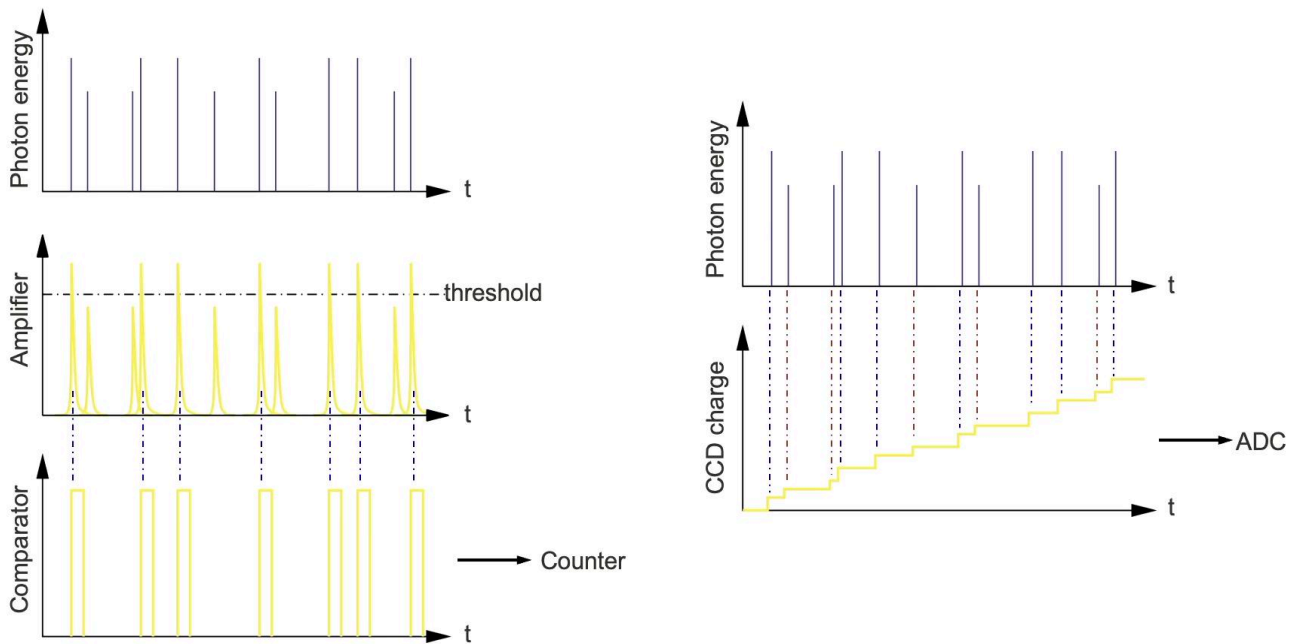 Photon energy
t
Amplifier
threshold
t
Comparator
Counter
t
Photon energy
t
CCD charge
ADC
t